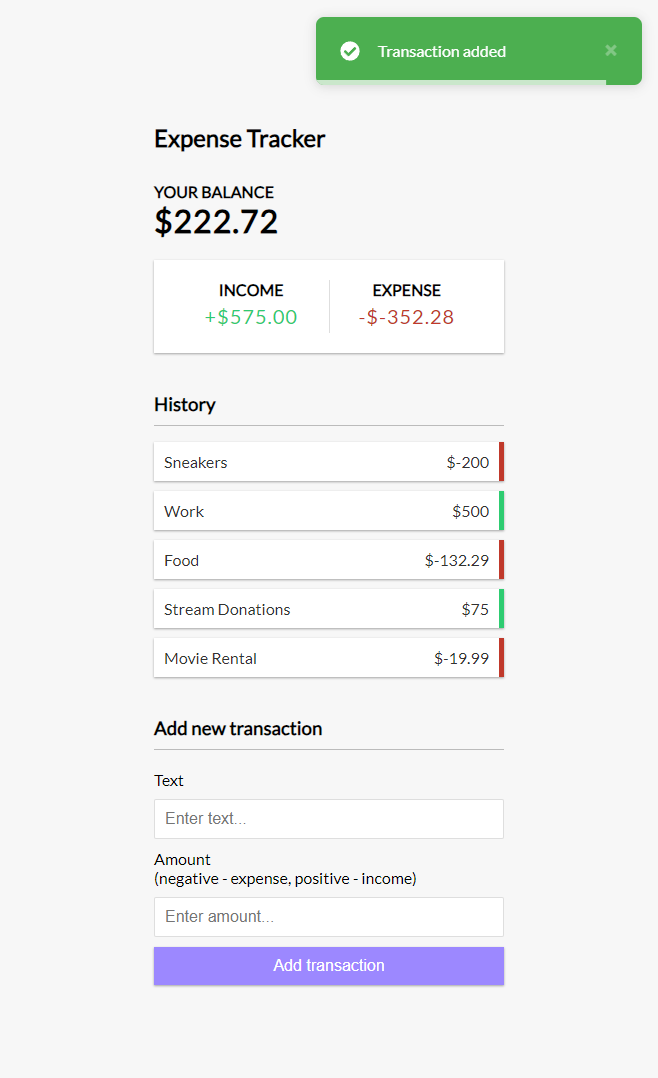 Transaction added ×
Expense Tracker
YOUR BALANCE
$222.72
INCOME EXPENSE
+$575.00 -$-352.28
History
Sneakers $-200
Work $500
Food $-132.29
Stream Donations $75
Movie Rental $-19.99
Add new transaction
Text
Enter text...
Amount
(negative - expense, positive - income)
Enter amount...
Add transaction